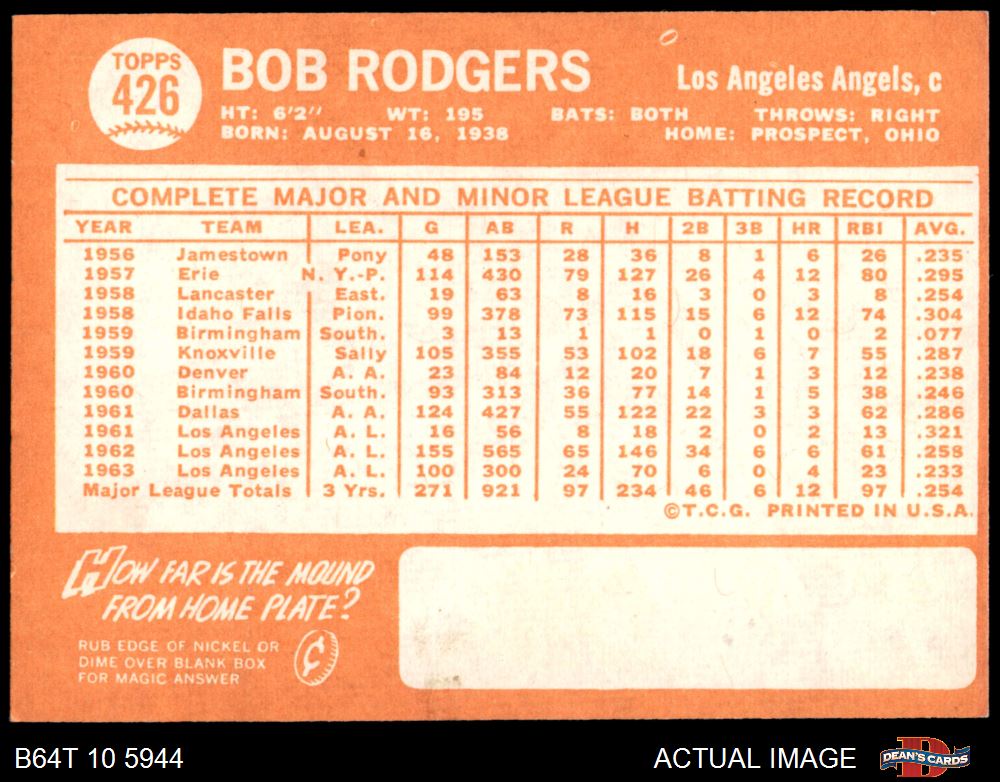 TOPPS
426
BOB RODGERS
Los Angeles Angels, c
HT: 6'2" WT: 195 BATS: BOTH THROWS: RIGHT
BORN: AUGUST 16, 1938 HOME: PROSPECT, OHIO
COMPLETE MAJOR AND MINOR LEAGUE BATTING RECORD
YEAR TEAM LEA. G AB R H 2B 3B HR RBI AVG.
1956 Jamestown Pony 48 153 28 36 8 1 6 26 .235
1957 Erie N. Y.-P. 114 430 79 127 26 4 12 80 .295
1958 Lancaster East. 19 63 8 16 3 0 3 8 .254
1958 Idaho Falls Pion. 99 378 73 115 15 6 12 74 .304
1959 Birmingham South. 3 13 1 1 0 1 0 2 .077
1959 Knoxville Sally 105 355 53 102 18 6 7 55 .287
1960 Denver A. A. 23 84 12 20 7 1 3 12 .238
1960 Birmingham South. 93 313 36 77 14 1 5 38 .246
1961 Dallas A. A. 124 427 55 122 22 3 3 62 .286
1961 Los Angeles A. L. 16 56 8 18 2 0 2 13 .321
1962 Los Angeles A. L. 155 565 65 146 34 6 6 61 .258
1963 Los Angeles A. L. 100 300 24 70 6 0 4 23 .233
Major League Totals 3 Yrs. 271 921 97 234 46 6 12 97 .254
©T.C.G. PRINTED IN U.S.A.
HOW FAR IS THE MOUND
FROM HOME PLATE?
RUB EDGE OF NICKEL OR
DIME OVER BLANK BOX
FOR MAGIC ANSWER
¢
B64T 10 5944
ACTUAL IMAGE
DEAN'S CARDS